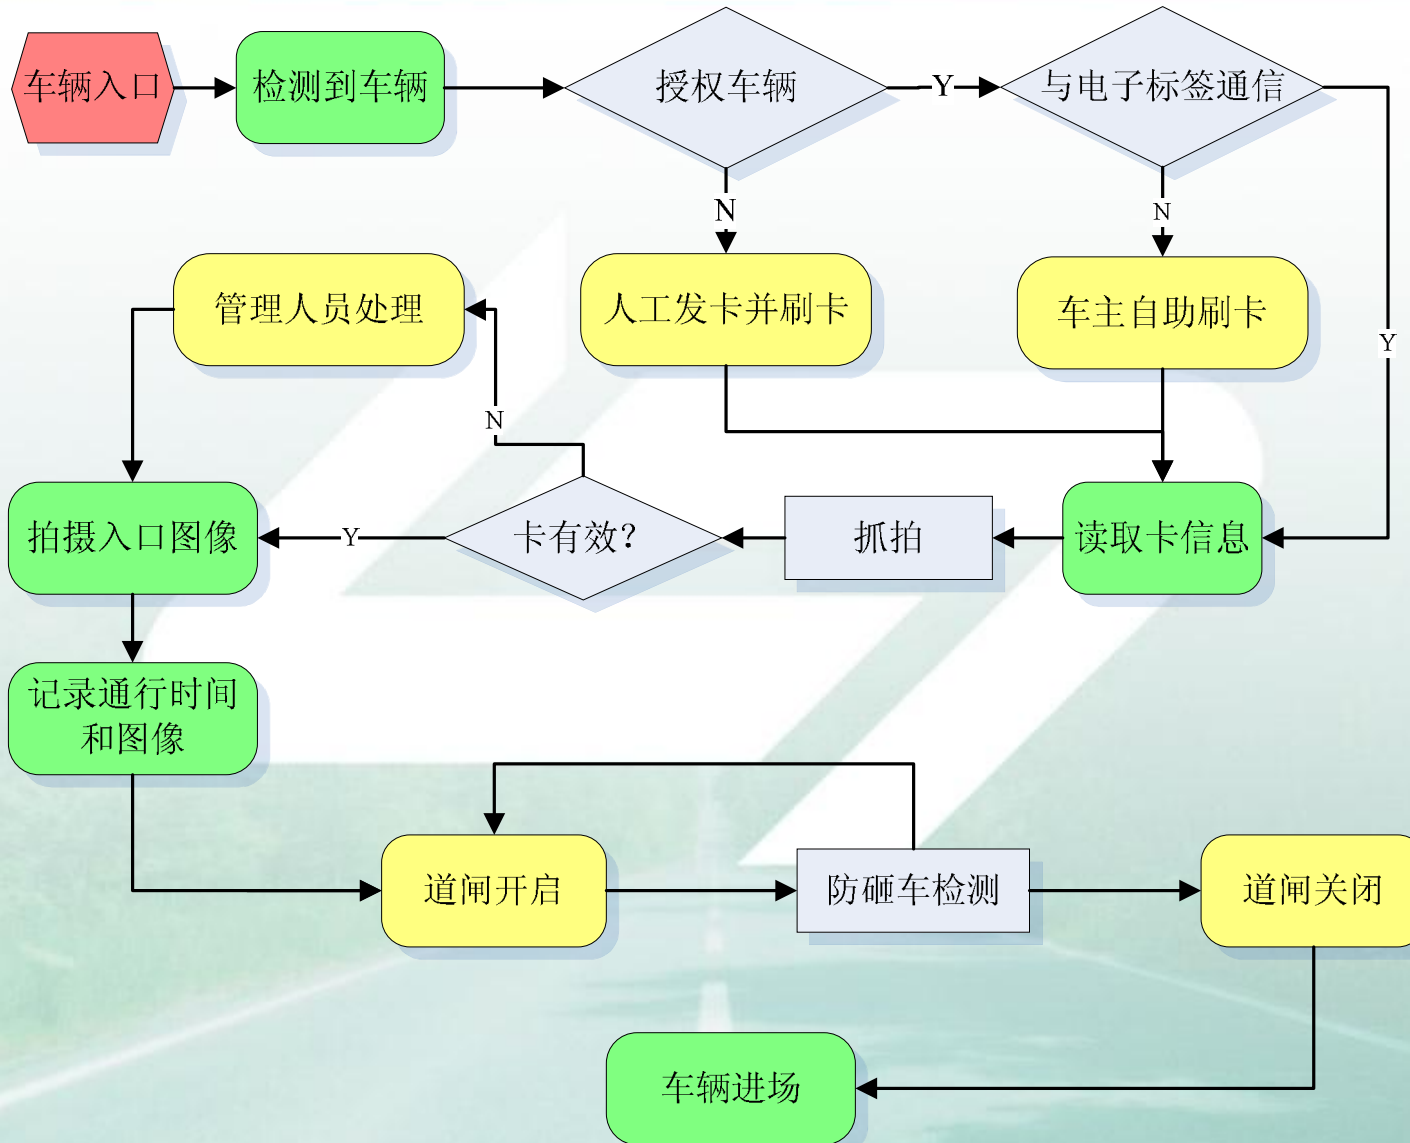 车辆入口
检测到车辆
授权车辆
Y
与电子标签通信
N
N
管理人员处理
人工发卡并刷卡
车主自助刷卡
Y
N
拍摄入口图像
Y
卡有效?
抓拍
读取卡信息
记录通行时间
和图像
道闸开启
防砸车检测
道闸关闭
车辆进场